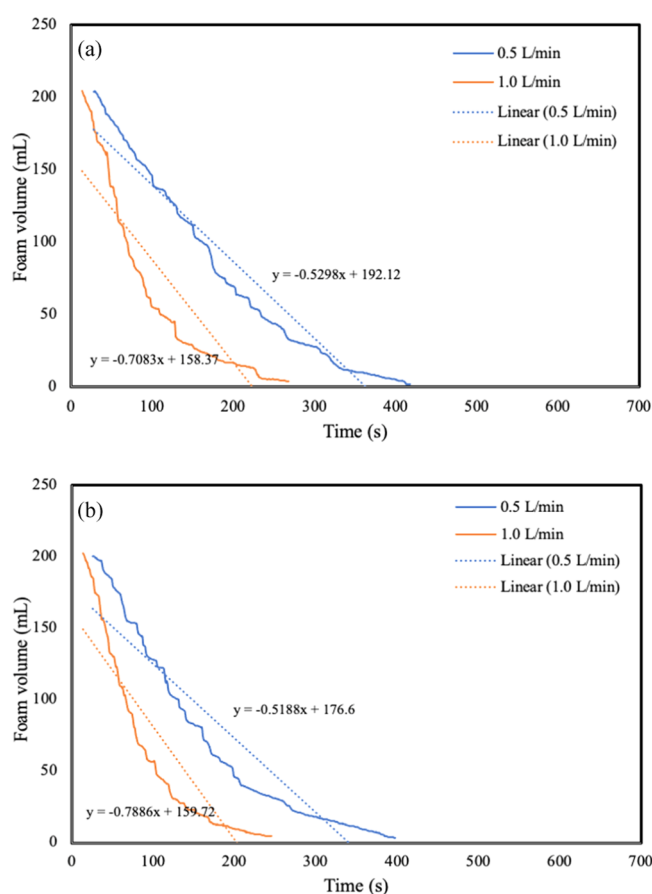 250
(a)
0.5 L/min
1.0 L/min
200
Linear (0.5 L/min)
Linear (1.0 L/min)
150
Foam volume (mL)
100
y = -0.5298x + 192.12
50
y = -0.7083x + 158.37
0
0 100 200 300 400 500 600 700
Time (s)
250
(b)
0.5 L/min
1.0 L/min
200
Linear (0.5 L/min)
Linear (1.0 L/min)
150
Foam volume (mL)
100
y = -0.5188x + 176.6
50
y = -0.7886x + 159.72
0
0 100 200 300 400 500 600 700
Time (s)